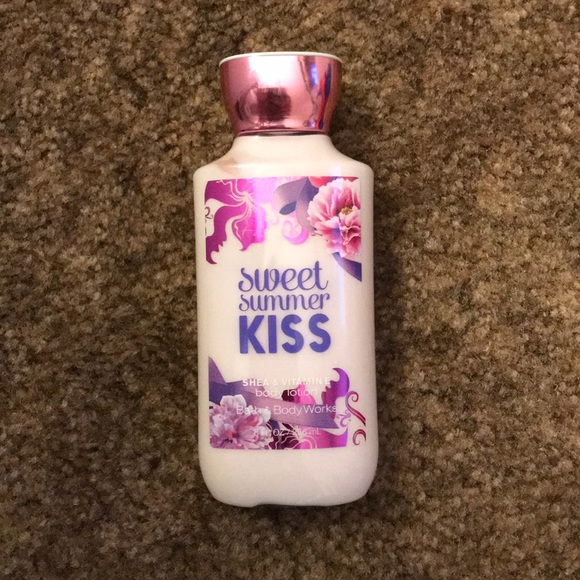 sweet
summer
KISS
SHEA & VITAMIN E
body lotion
Bath & Body Works